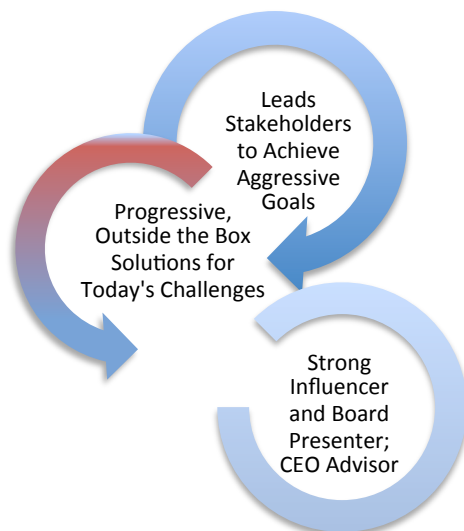 Leads
Stakeholders
to Achieve
Aggressive
Goals
Progressive,
Outside the Box
Solutions for
Today's Challenges
Strong
Influencer
and Board
Presenter;
CEO Advisor